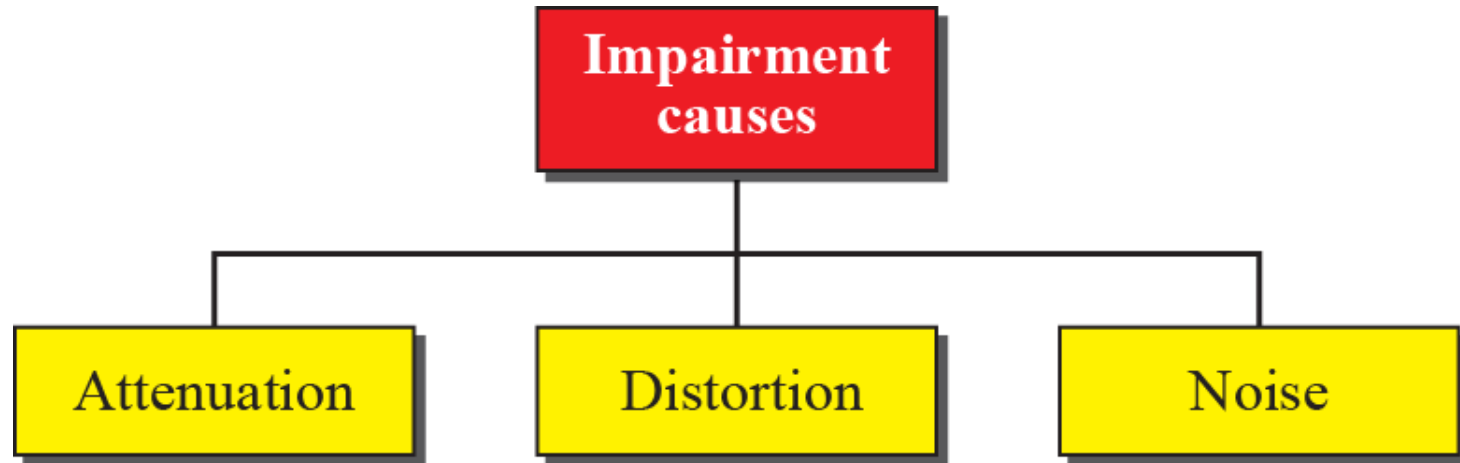 Impairment
causes
Attenuation
Distortion
Noise